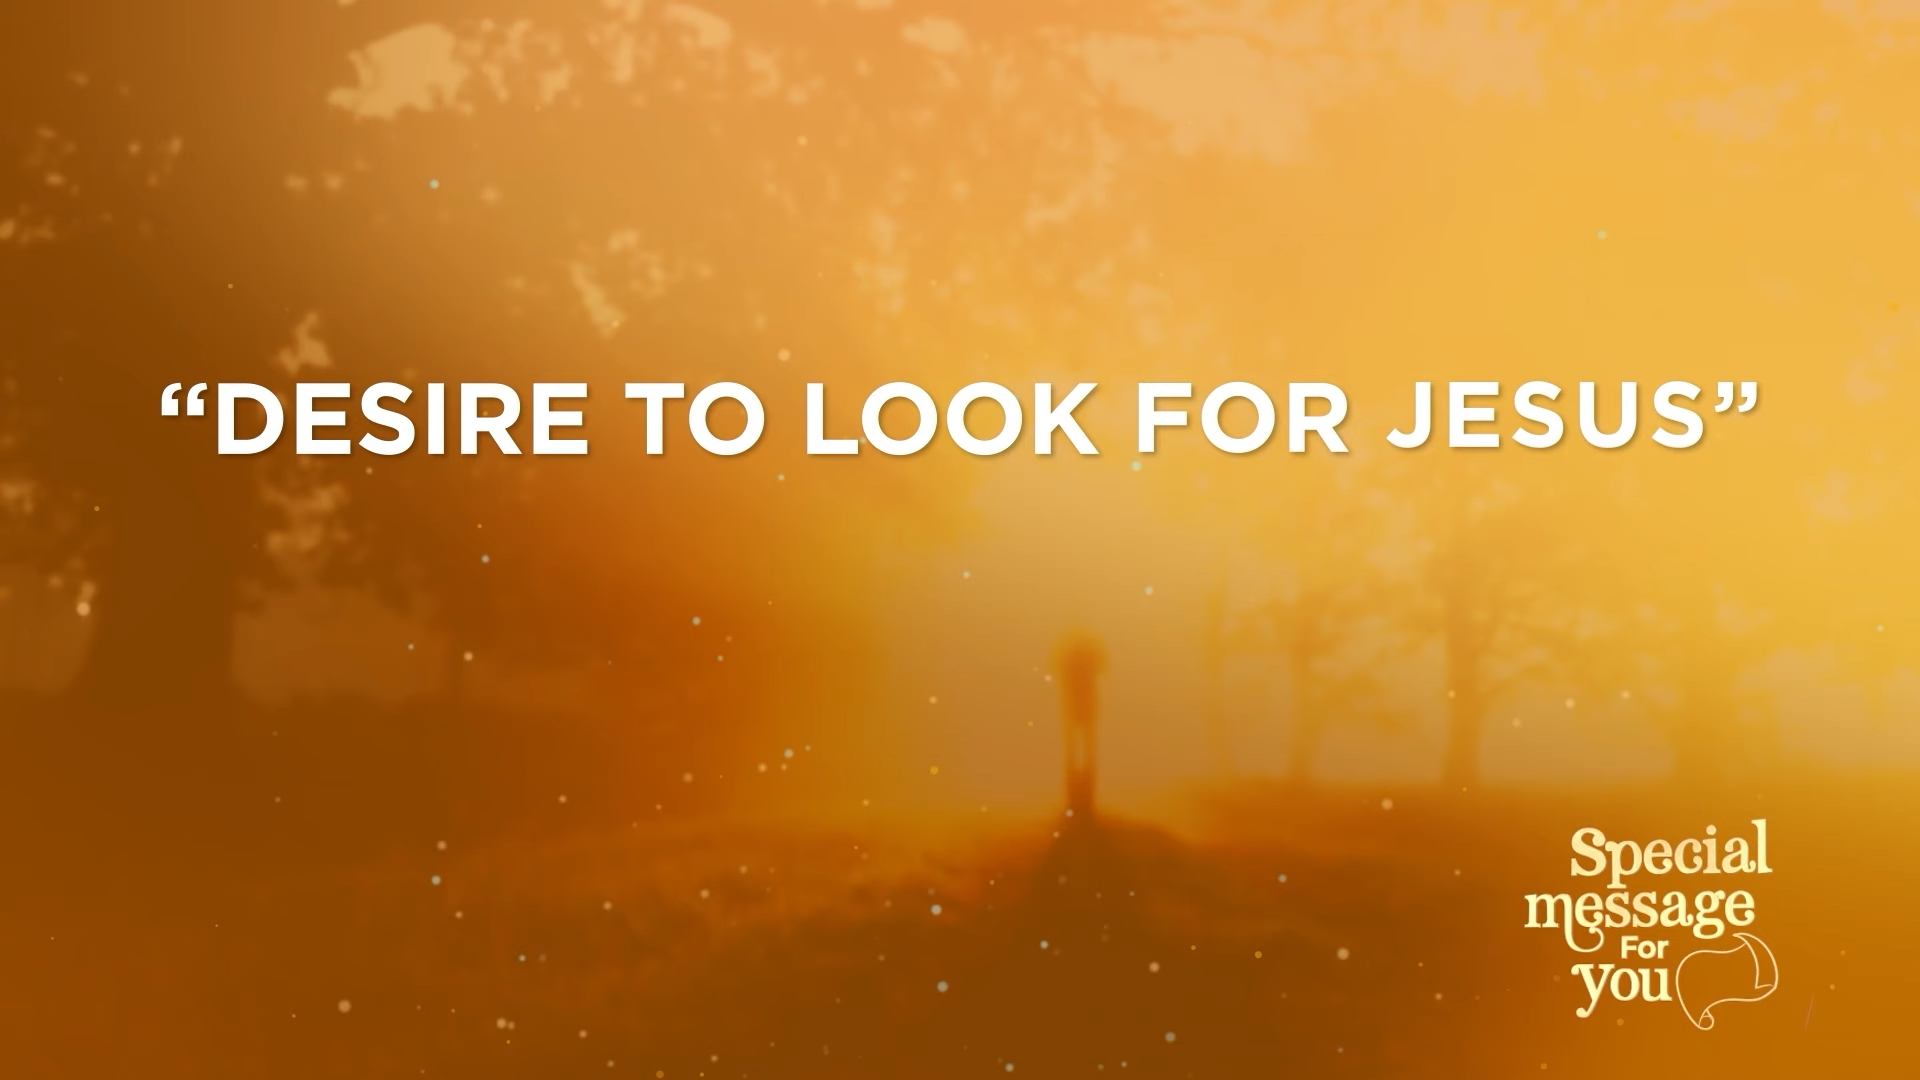 “DESIRE TO LOOK FOR JESUS”
Special
message
For
you